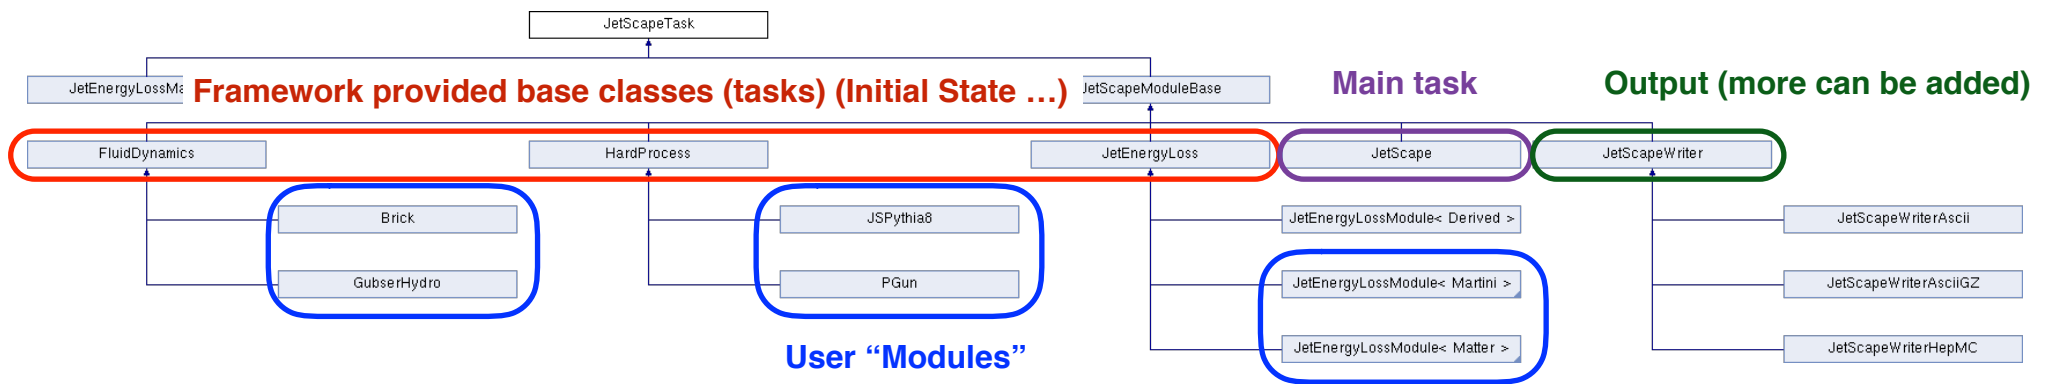 JetScapeTask
JetEnergyLossMa
Framework provided base classes (tasks) (Initial State …)
JetScapeModuleBase
Main task
Output (more can be added)
FluidDynamics
HardProcess
JetEnergyLoss
JetScape
JetScapeWriter
Brick
JSPythia8
JetEnergyLossModule< Derived >
JetScapeWriterAscii
GubserHydro
PGun
JetEnergyLossModule< Martini >
JetScapeWriterAsciiGZ
User “Modules”
JetEnergyLossModule< Matter >
JetScapeWriterHepMC